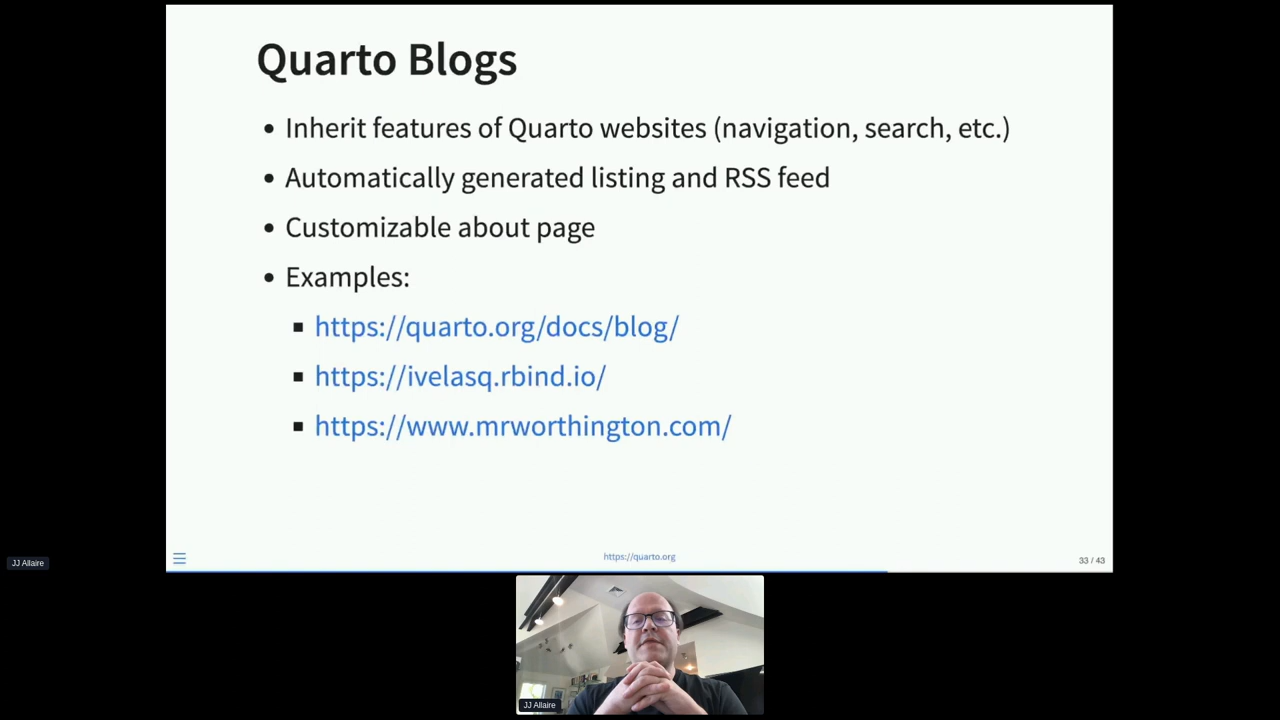 Quarto Blogs
Inherit features of Quarto websites (navigation, search, etc.)
Automatically generated listing and RSS feed
Customizable about page
Examples:
https://quarto.org/docs/blog/
https://ivelasq.rbind.io/
https://www.mrworthington.com/
https://quarto.org
33 / 43
JJ Allaire
JJ Allaire